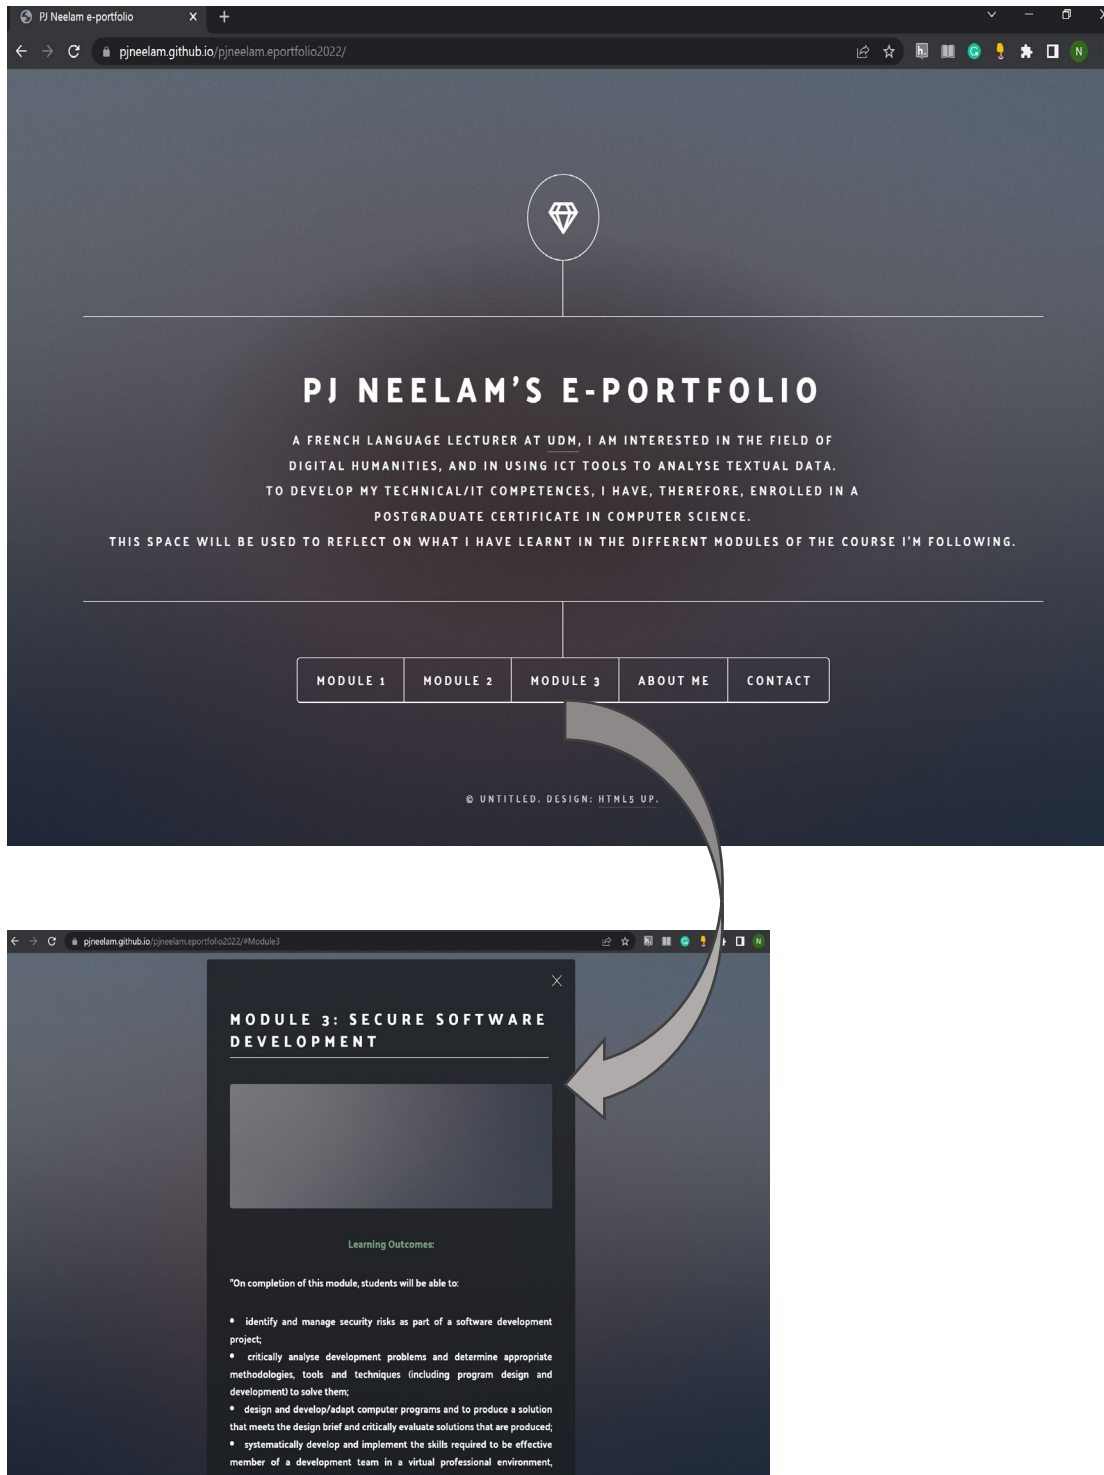 PJ Neelam e-portfolio
pjneelam.github.io/pjneelam.eportfolio2022/
h.
G
N
PJ NEELAM'S E-PORTFOLIO
A FRENCH LANGUAGE LECTURER AT UDM, I AM INTERESTED IN THE FIELD OF
DIGITAL HUMANITIES, AND IN USING ICT TOOLS TO ANALYSE TEXTUAL DATA.
TO DEVELOP MY TECHNICAL/IT COMPETENCES, I HAVE, THEREFORE, ENROLLED IN A
POSTGRADUATE CERTIFICATE IN COMPUTER SCIENCE.
THIS SPACE WILL BE USED TO REFLECT ON WHAT I HAVE LEARNT IN THE DIFFERENT MODULES OF THE COURSE I'M FOLLOWING.
MODULE 1 MODULE 2 MODULE 3 ABOUT ME CONTACT
© UNTITLED. DESIGN: HTML5 UP.
pjneelam.github.io/pjneelam.eportfolio2022/#Module3
h.
G
N
MODULE 3: SECURE SOFTWARE
DEVELOPMENT
Learning Outcomes:
"On completion of this module, students will be able to:
• identify and manage security risks as part of a software development
project;
• critically analyse development problems and determine appropriate
methodologies, tools and techniques (including program design and
development) to solve them;
• design and develop/adapt computer programs and to produce a solution
that meets the design brief and critically evaluate solutions that are produced;
• systematically develop and implement the skills required to be effective
member of a development team in a virtual professional environment,